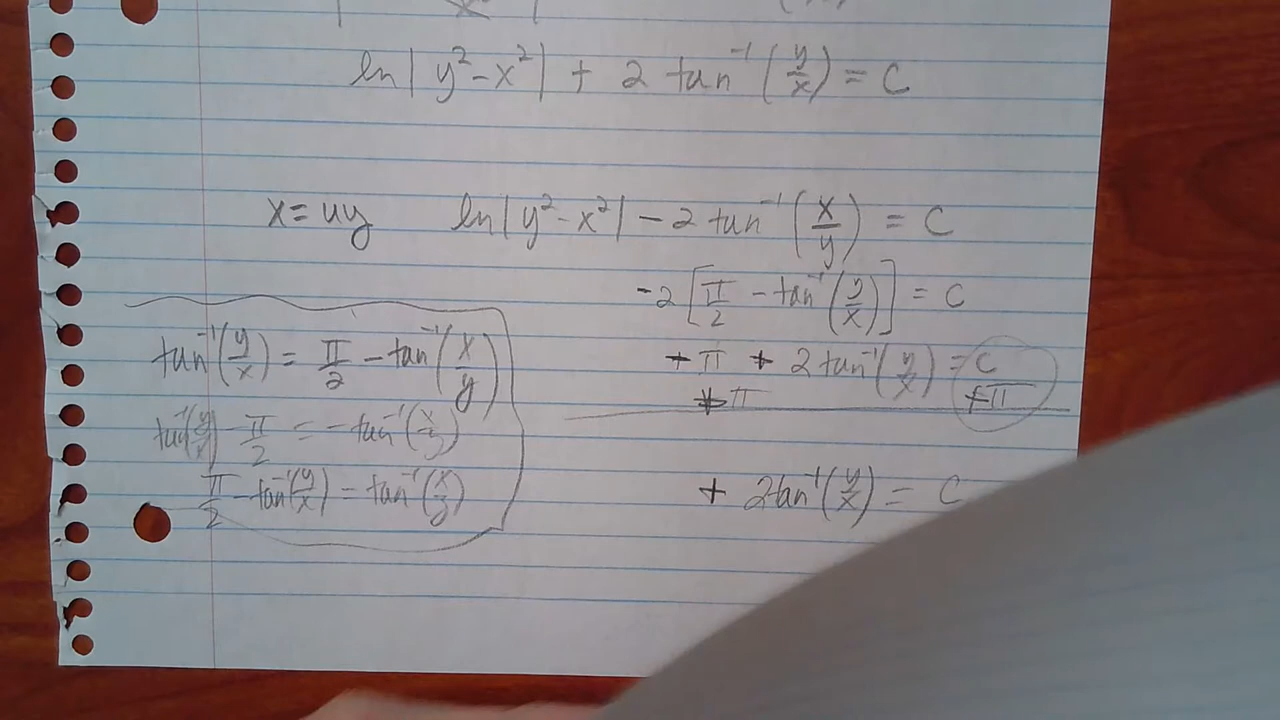 ln|y²-x²| + 2 tan⁻¹(y/x) = C
x = uy ln|y²-x²| - 2 tan⁻¹(x/y) = C
-2[π/2 - tan⁻¹(y/x)] = C
tan⁻¹(y/x) = π/2 - tan⁻¹(x/y)
tan⁻¹(y/x) - π/2 = -tan⁻¹(x/y)
π/2 - tan⁻¹(y/x) = tan⁻¹(x/y)
+π + 2 tan⁻¹(y/x) = C
+π +π
+ 2tan⁻¹(y/x) = C